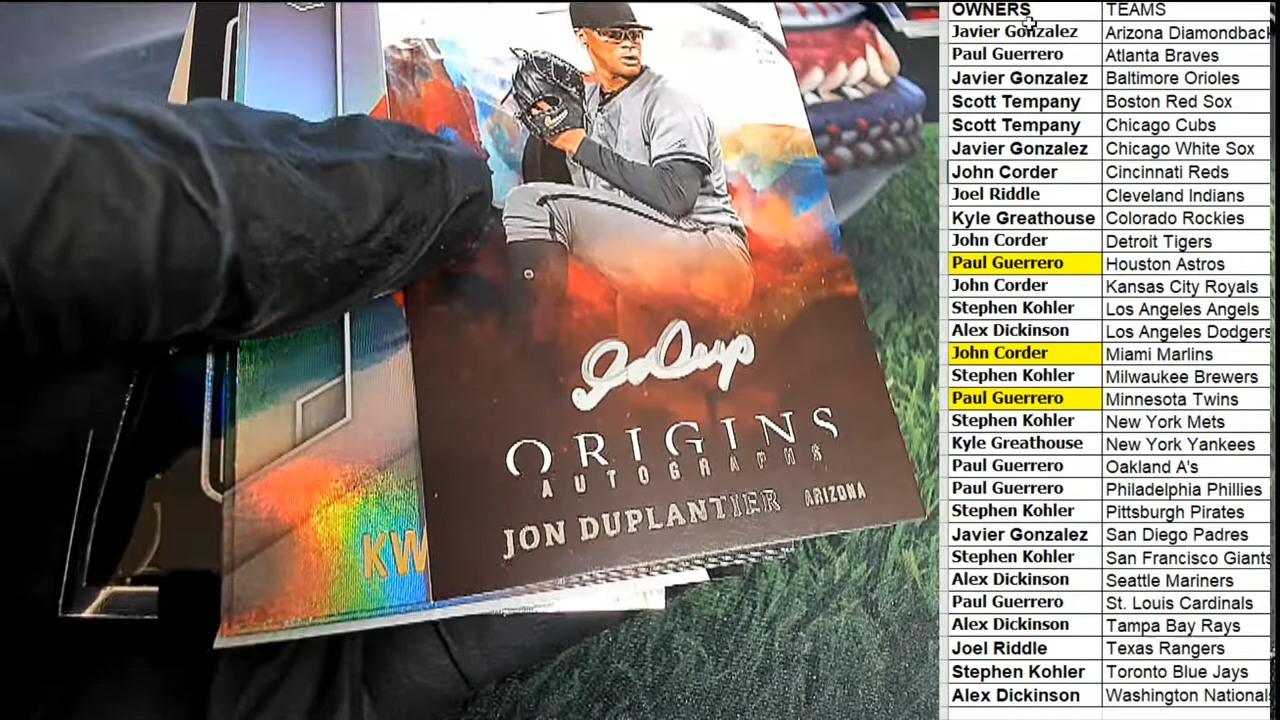 ORIGINS
AUTOGRAPHS
JON DUPLANTIER ARIZONA
KW
OWNERS TEAMS
Javier Gonzalez Arizona Diamondback
Paul Guerrero Atlanta Braves
Javier Gonzalez Baltimore Orioles
Scott Tempany Boston Red Sox
Scott Tempany Chicago Cubs
Javier Gonzalez Chicago White Sox
John Corder Cincinnati Reds
Joel Riddle Cleveland Indians
Kyle Greathouse Colorado Rockies
John Corder Detroit Tigers
Paul Guerrero Houston Astros
John Corder Kansas City Royals
Stephen Kohler Los Angeles Angels
Alex Dickinson Los Angeles Dodgers
John Corder Miami Marlins
Stephen Kohler Milwaukee Brewers
Paul Guerrero Minnesota Twins
Stephen Kohler New York Mets
Kyle Greathouse New York Yankees
Paul Guerrero Oakland A's
Paul Guerrero Philadelphia Phillies
Stephen Kohler Pittsburgh Pirates
Javier Gonzalez San Diego Padres
Stephen Kohler San Francisco Giants
Alex Dickinson Seattle Mariners
Paul Guerrero St. Louis Cardinals
Alex Dickinson Tampa Bay Rays
Joel Riddle Texas Rangers
Stephen Kohler Toronto Blue Jays
Alex Dickinson Washington National